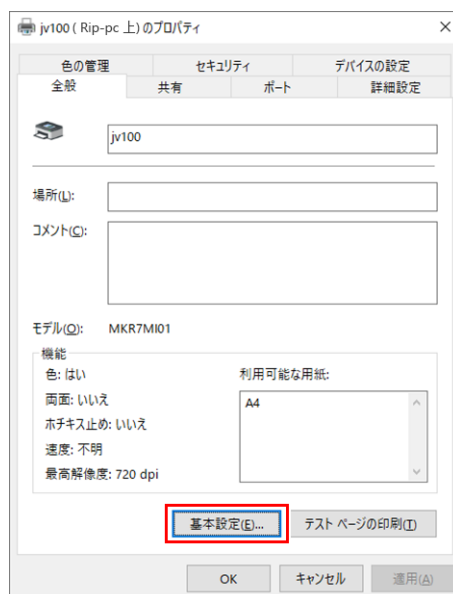 jv100 ( Rip-pc 上) のプロパティ
色の管理 セキュリティ デバイスの設定
全般 共有 ポート 詳細設定
jv100
場所(L):
コメント(C):
モデル(O): MKR7MI01
機能
色: はい 利用可能な用紙:
両面: いいえ A4
ホチキス止め: いいえ
速度: 不明
最高解像度: 720 dpi
基本設定(E)... テスト ページの印刷(T)
OK キャンセル 適用(A)